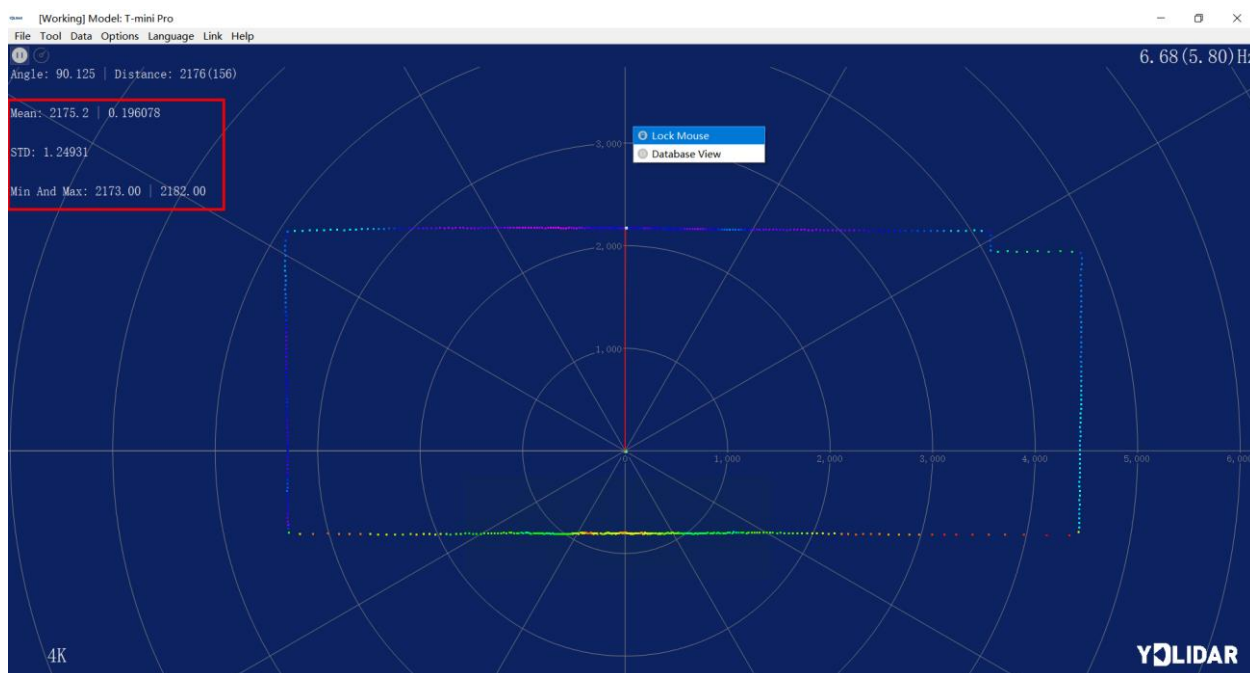 [Working] Model: T-mini Pro
File Tool Data Options Language Link Help
6.68(5.80)Hz
Angle: 90.125 | Distance: 2176(156)
Mean: 2175.2 | 0.196078
STD: 1.24931
Min And Max: 2173.00 | 2182.00
Lock Mouse
Database View
3,000
2,000
1,000
0 1,000 2,000 3,000 4,000 5,000 6,000
4K
YDLIDAR